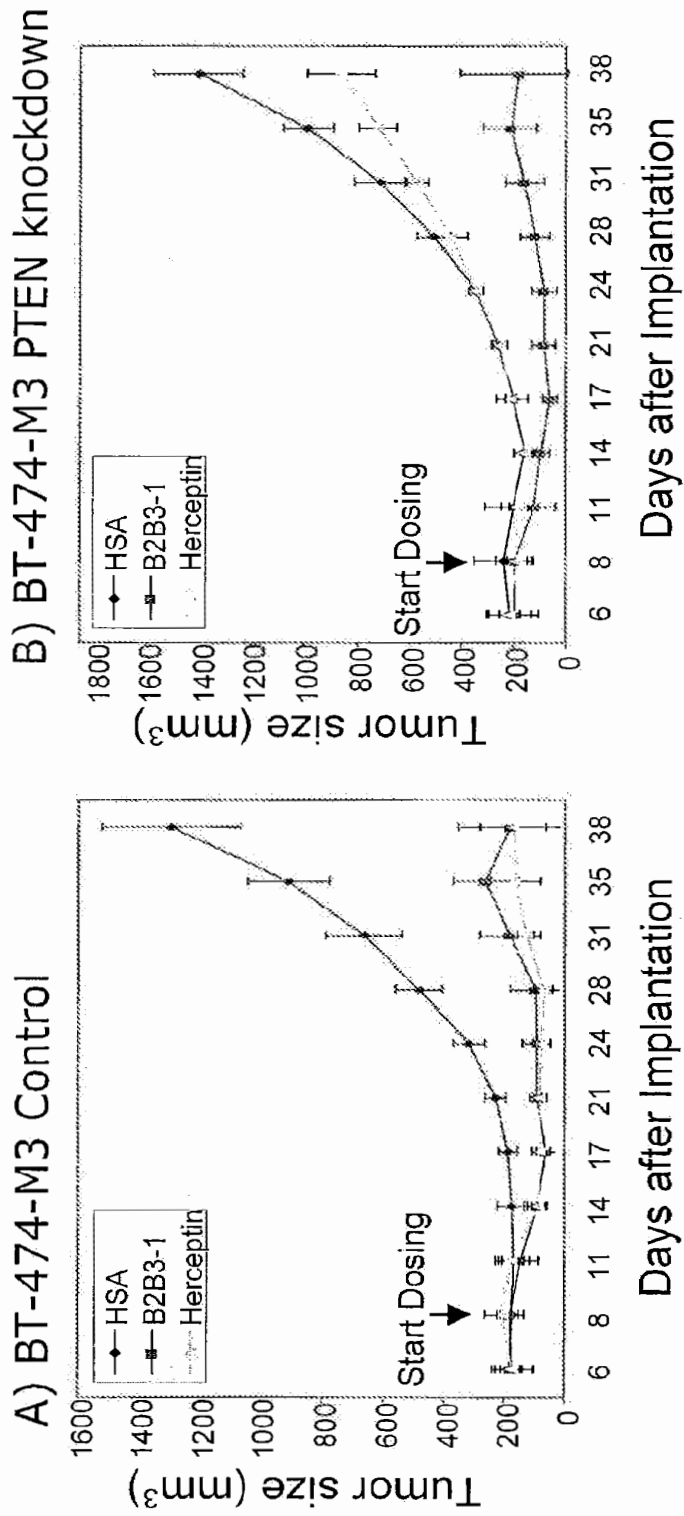 A) BT-474-M3 Control
Tumor size (mm³)
1600
1400
1200
1000
800
600
400
200
0
HSA
B2B3-1
Herceptin
Start Dosing
6 8 11 14 17 21 24 28 31 35 38
Days after Implantation
B) BT-474-M3 PTEN knockdown
Tumor size (mm³)
1800
1600
1400
1200
1000
800
600
400
200
0
HSA
B2B3-1
Herceptin
Start Dosing
6 8 11 14 17 21 24 28 31 35 38
Days after Implantation